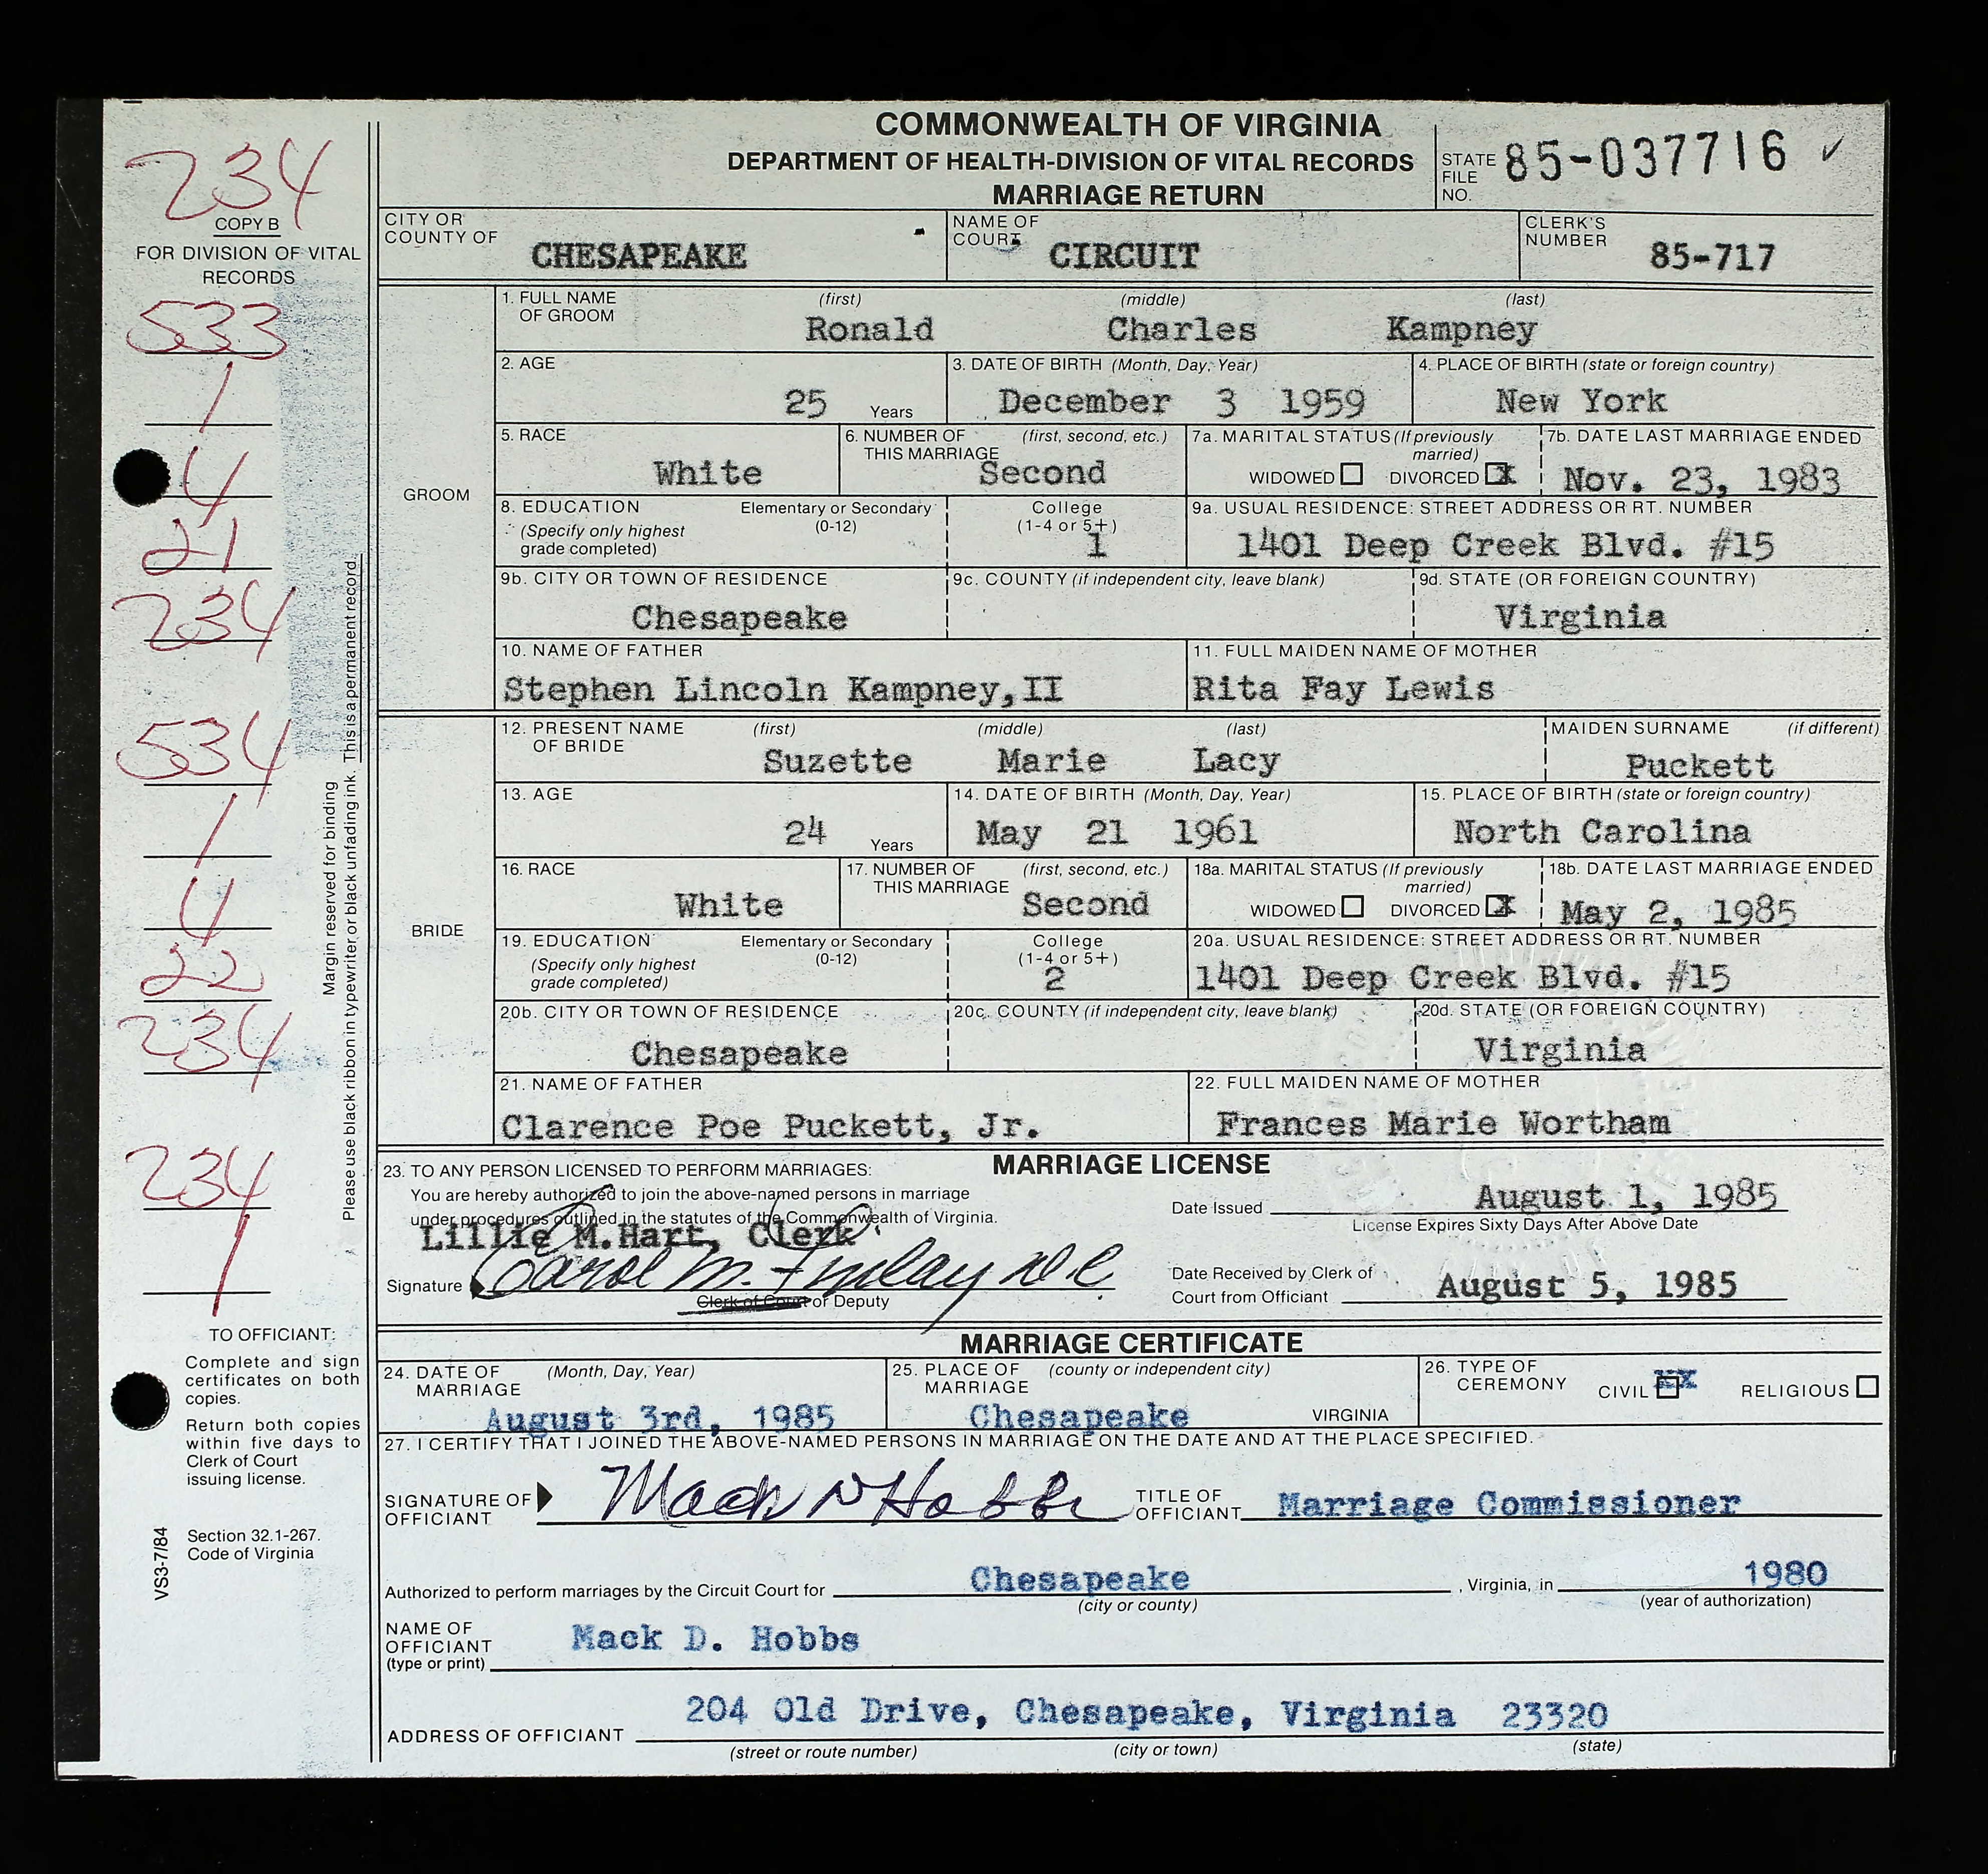 COMMONWEALTH OF VIRGINIA
DEPARTMENT OF HEALTH-DIVISION OF VITAL RECORDS
MARRIAGE RETURN
STATE FILE NO. 85-037716 ✓
234
COPY B
FOR DIVISION OF VITAL
RECORDS
533
1
4
21
234
534
1
4
22
234
234
1
Margin reserved for binding
Please use black ribbon in typewriter or black unfading ink. This is a permanent record.
TO OFFICIANT:
Complete and sign
certificates on both
copies.
Return both copies
within five days to
Clerk of Court
issuing license.
Section 32.1-267.
Code of Virginia
VS3-7/84
CITY OR COUNTY OF CHESAPEAKE
NAME OF COURT CIRCUIT
CLERK'S NUMBER 85-717
GROOM
1. FULL NAME OF GROOM (first) (middle) (last)
Ronald Charles Kampney
2. AGE 25 Years
3. DATE OF BIRTH (Month, Day, Year) December 3 1959
4. PLACE OF BIRTH (state or foreign country) New York
5. RACE White
6. NUMBER OF THIS MARRIAGE (first, second, etc.) Second
7a. MARITAL STATUS (If previously married) WIDOWED DIVORCED X
7b. DATE LAST MARRIAGE ENDED Nov. 23, 1983
8. EDUCATION (Specify only highest grade completed) Elementary or Secondary (0-12) College (1-4 or 5+) 1
9a. USUAL RESIDENCE: STREET ADDRESS OR RT. NUMBER 1401 Deep Creek Blvd. #15
9b. CITY OR TOWN OF RESIDENCE Chesapeake
9c. COUNTY (if independent city, leave blank)
9d. STATE (OR FOREIGN COUNTRY) Virginia
10. NAME OF FATHER Stephen Lincoln Kampney,II
11. FULL MAIDEN NAME OF MOTHER Rita Fay Lewis
BRIDE
12. PRESENT NAME OF BRIDE (first) (middle) (last) Suzette Marie Lacy
MAIDEN SURNAME (if different) Puckett
13. AGE 24 Years
14. DATE OF BIRTH (Month, Day, Year) May 21 1961
15. PLACE OF BIRTH (state or foreign country) North Carolina
16. RACE White
17. NUMBER OF THIS MARRIAGE (first, second, etc.) Second
18a. MARITAL STATUS (If previously married) WIDOWED DIVORCED X
18b. DATE LAST MARRIAGE ENDED May 2, 1985
19. EDUCATION (Specify only highest grade completed) Elementary or Secondary (0-12) College (1-4 or 5+) 2
20a. USUAL RESIDENCE: STREET ADDRESS OR RT. NUMBER 1401 Deep Creek Blvd. #15
20b. CITY OR TOWN OF RESIDENCE Chesapeake
20c. COUNTY (if independent city, leave blank)
20d. STATE (OR FOREIGN COUNTRY) Virginia
21. NAME OF FATHER Clarence Poe Puckett, Jr.
22. FULL MAIDEN NAME OF MOTHER Frances Marie Wortham
MARRIAGE LICENSE
23. TO ANY PERSON LICENSED TO PERFORM MARRIAGES:
You are hereby authorized to join the above-named persons in marriage
under procedures outlined in the statutes of the Commonwealth of Virginia.
Lillie M.Hart, Clerk.
Signature Carol M. Finlay D.C.
Clerk of Court or Deputy
Date Issued August 1, 1985
License Expires Sixty Days After Above Date
Date Received by Clerk of
Court from Officiant August 5, 1985
MARRIAGE CERTIFICATE
24. DATE OF MARRIAGE (Month, Day, Year) August 3rd, 1985
25. PLACE OF MARRIAGE (county or independent city) Chesapeake VIRGINIA
26. TYPE OF CEREMONY CIVIL XX RELIGIOUS
27. I CERTIFY THAT I JOINED THE ABOVE-NAMED PERSONS IN MARRIAGE ON THE DATE AND AT THE PLACE SPECIFIED.
SIGNATURE OF OFFICIANT Mack D Hobbs
TITLE OF OFFICIANT Marriage Commissioner
Authorized to perform marriages by the Circuit Court for Chesapeake , Virginia, in 1980
(city or county) (year of authorization)
NAME OF OFFICIANT (type or print) Mack D. Hobbs
ADDRESS OF OFFICIANT 204 Old Drive, Chesapeake, Virginia 23320
(street or route number) (city or town) (state)